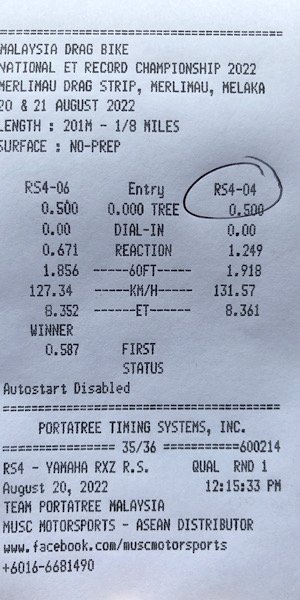 ================================
MALAYSIA DRAG BIKE
NATIONAL ET RECORD CHAMPIONSHIP 2022
MERLIMAU DRAG STRIP, MERLIMAU, MELAKA
20 & 21 AUGUST 2022
LENGTH : 201M - 1/8 MILES
SURFACE : NO-PREP
RS4-06 Entry RS4-04
0.500 0.000 TREE 0.500
0.00 DIAL-IN 0.00
0.671 REACTION 1.249
1.856 ------60FT----- 1.918
127.34 -----KM/H----- 131.57
8.352 ------ET------ 8.361
WINNER
0.587 FIRST
STATUS
Autostart Disabled
================================
PORTATREE TIMING SYSTEMS, INC.
============== 35/36 ===========600214
RS4 - YAMAHA RXZ R.S. QUAL RND 1
August 20, 2022 12:15:33 PM
TEAM PORTATREE MALAYSIA
MUSC MOTORSPORTS - ASEAN DISTRIBUTOR
www.facebook.com/muscmotorsports
+6016-6681490